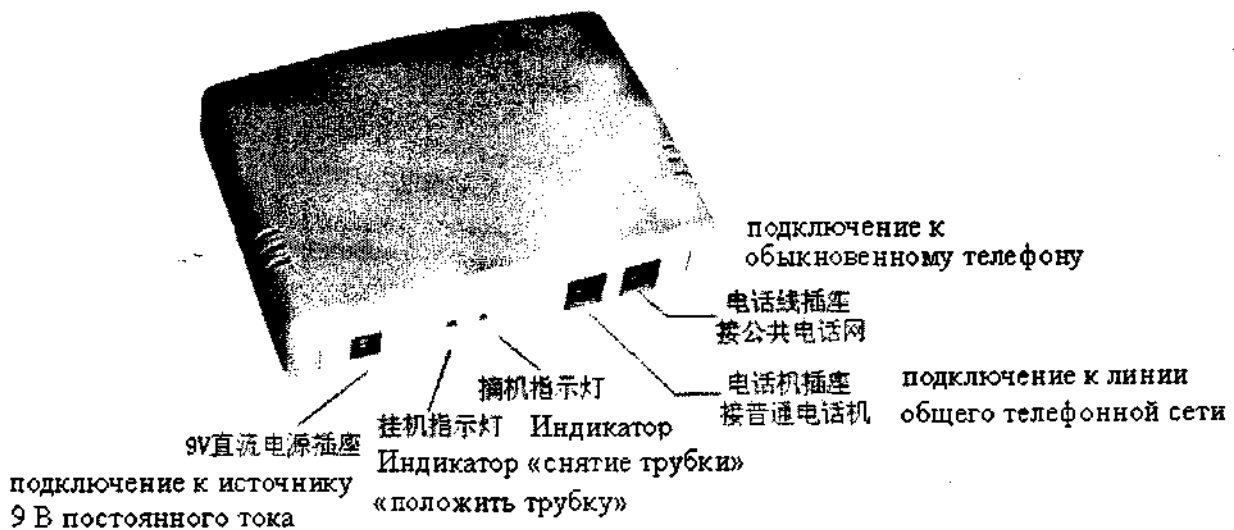 подключение к
обыкновенному телефону
电话线插座
接公共电话网
电话机插座
接普通电话机
подключение к линии
общего телефонной сети
摘机指示灯
Индикатор
«снятие трубки»
挂机指示灯
Индикатор
«положить трубку»
9V直流电源插座
подключение к источнику
9 В постоянного тока